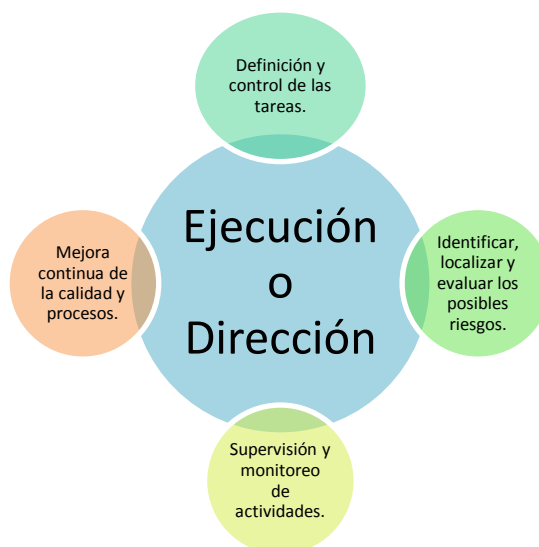 Definición y
control de las
tareas.
Ejecución
o
Dirección
Mejora
continua de
la calidad y
procesos.
Identificar,
localizar y
evaluar los
posibles
riesgos.
Supervisión y
monitoreo
de
actividades.